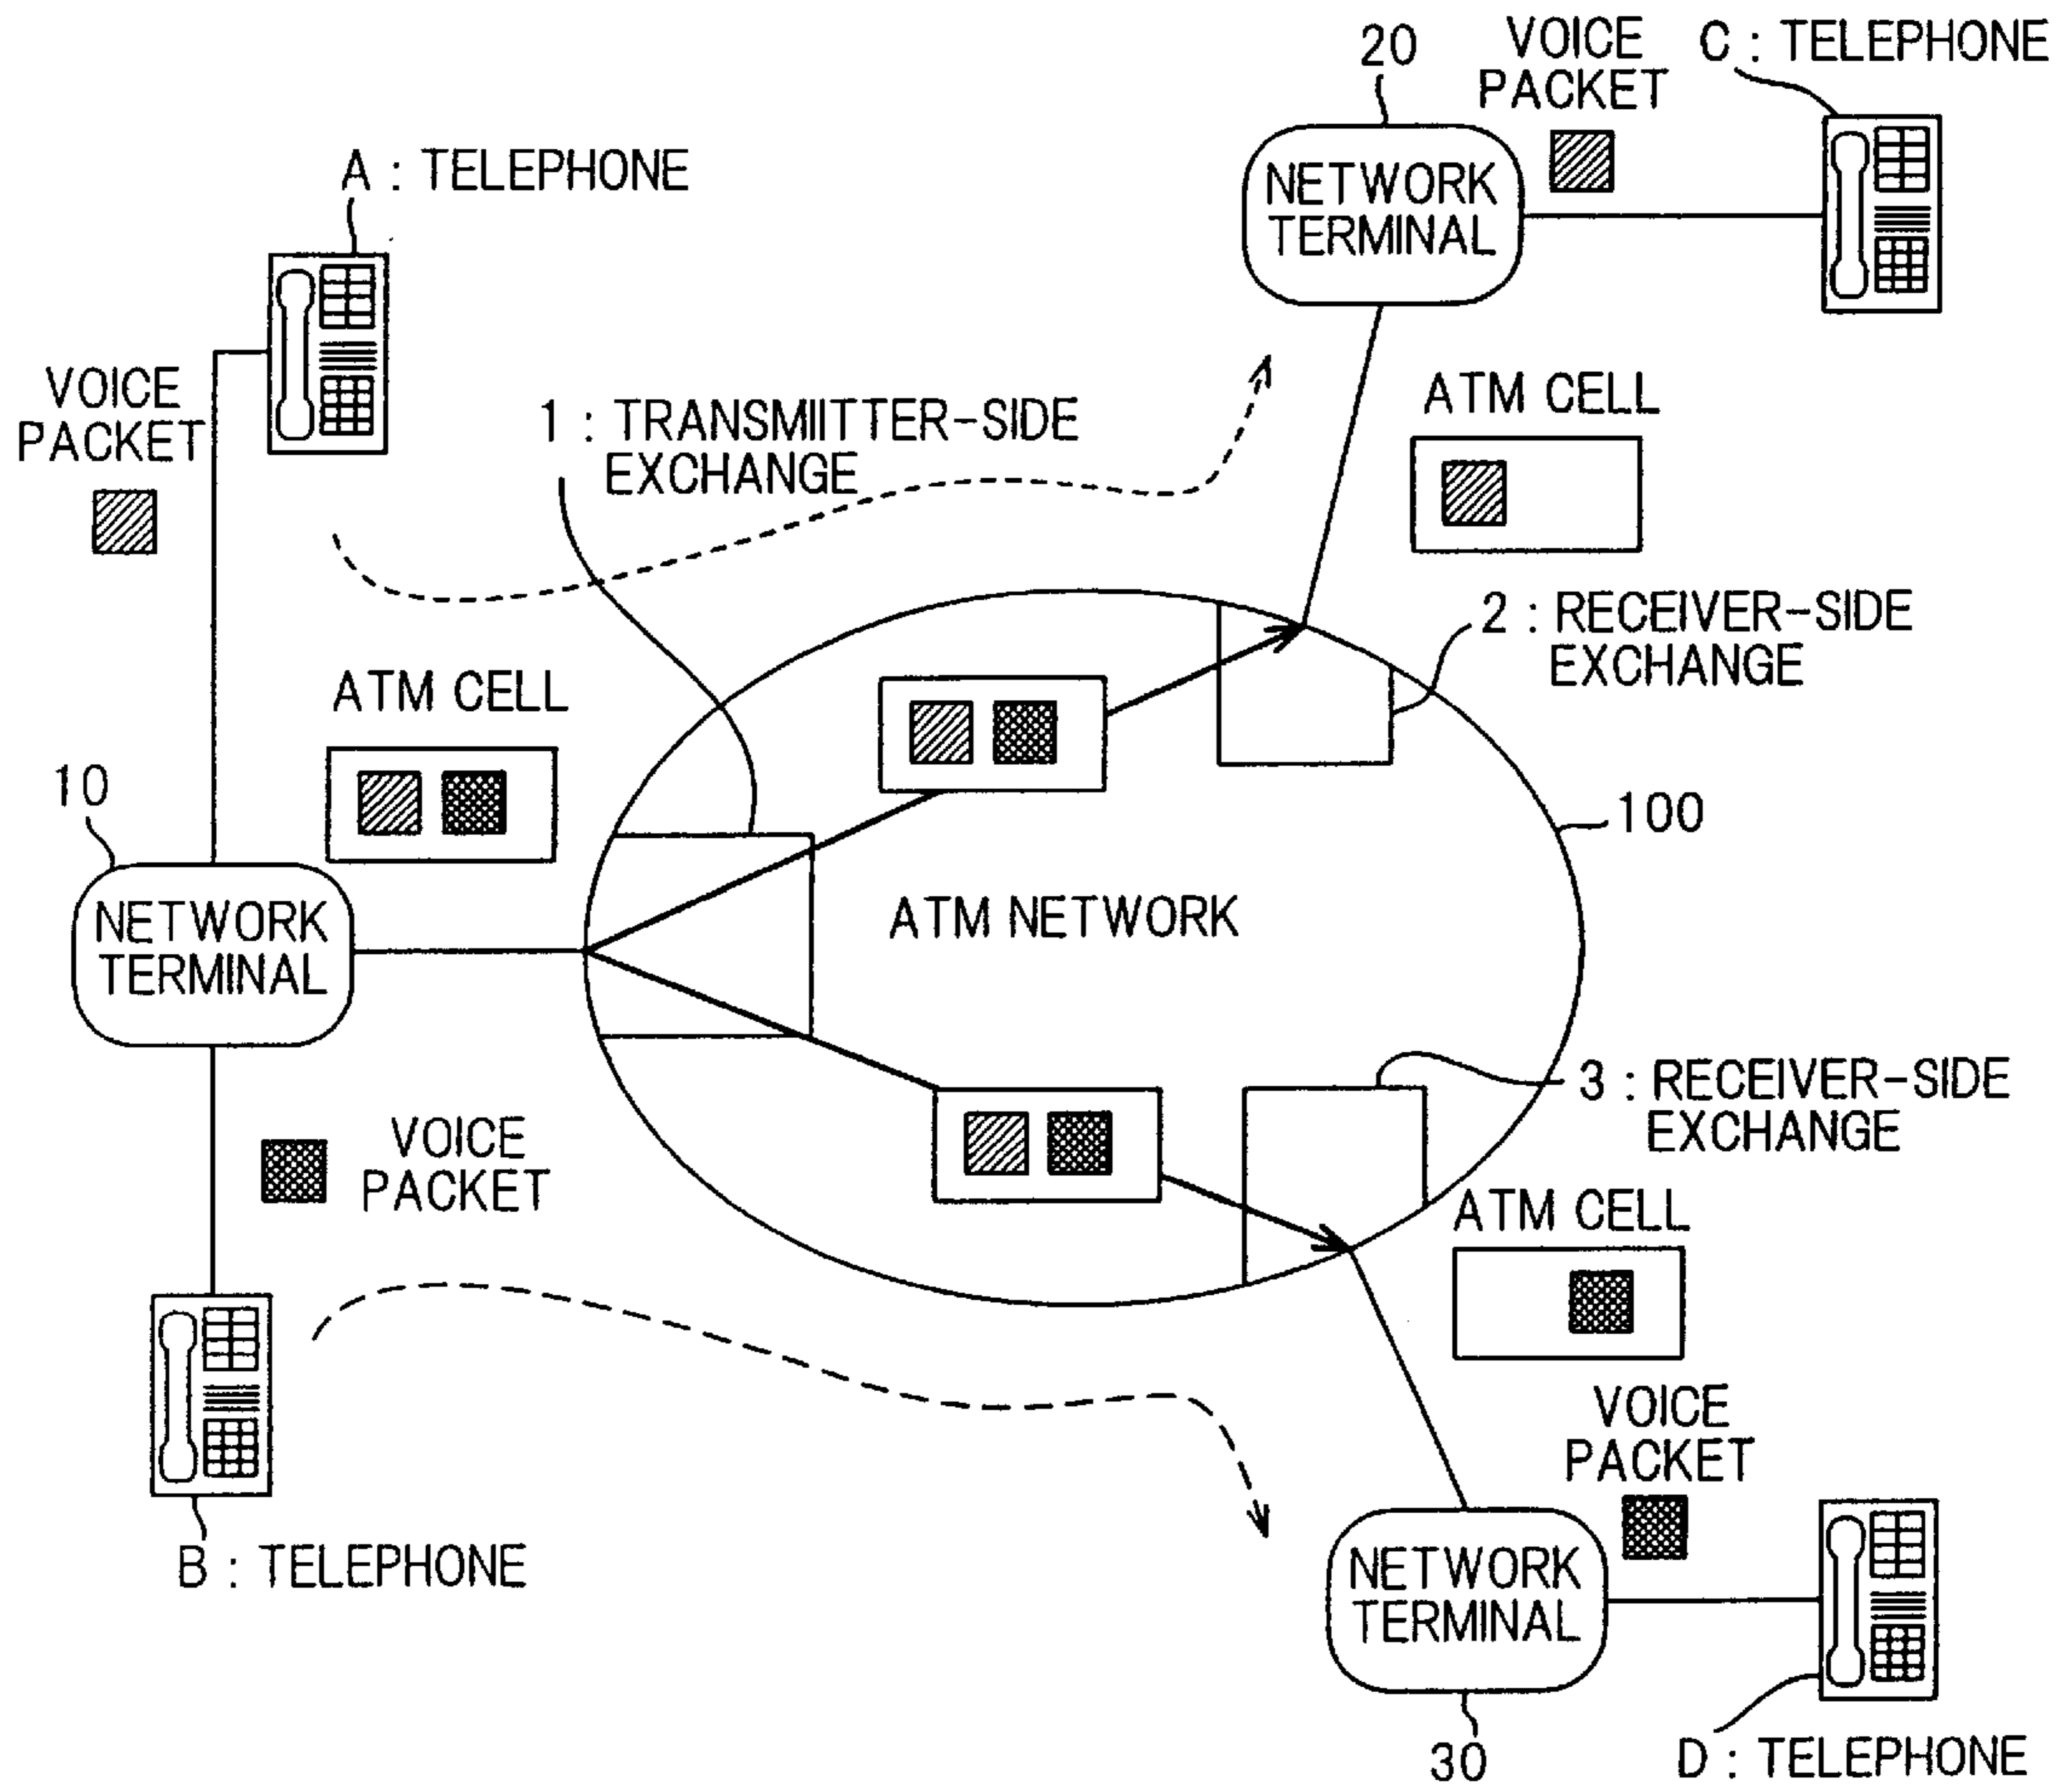 20
VOICE
PACKET
C : TELEPHONE
NETWORK
TERMINAL
A : TELEPHONE
VOICE
PACKET
1 : TRANSMIITTER-SIDE
EXCHANGE
ATM CELL
2 : RECEIVER-SIDE
EXCHANGE
ATM CELL
10
100
NETWORK
TERMINAL
ATM NETWORK
3 : RECEIVER-SIDE
EXCHANGE
VOICE
PACKET
ATM CELL
VOICE
PACKET
B : TELEPHONE
NETWORK
TERMINAL
30
D : TELEPHONE